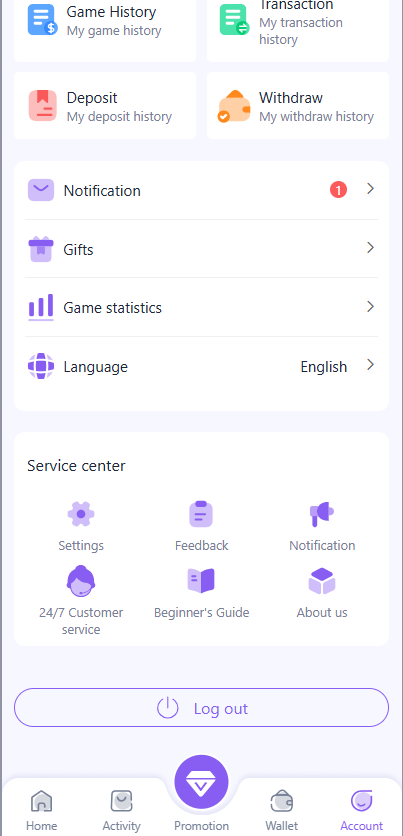 Game History
My game history
Transaction
My transaction
history
Deposit
My deposit history
Withdraw
My withdraw history
Notification 1
Gifts
Game statistics
Language English
Service center
Settings Feedback Notification
24/7 Customer
service
Beginner's Guide
About us
Log out
Home Activity Promotion Wallet Account